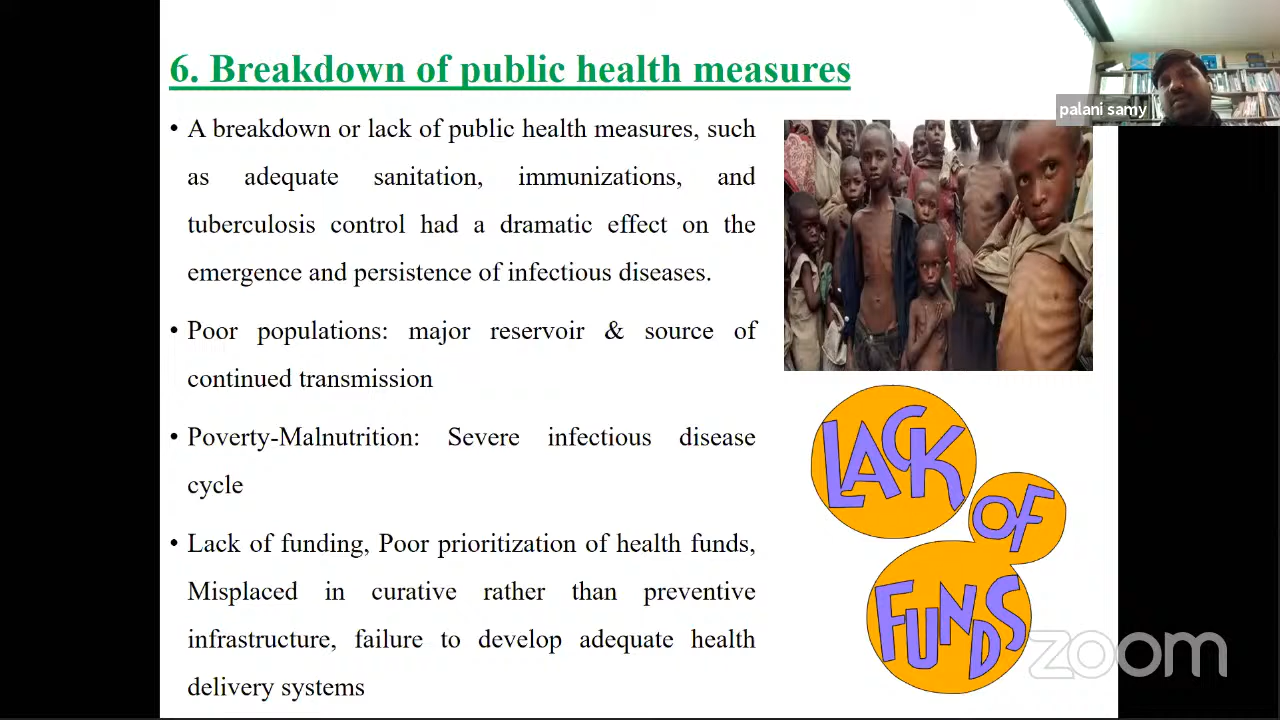 6. Breakdown of public health measures
• A breakdown or lack of public health measures, such
as adequate sanitation, immunizations, and
tuberculosis control had a dramatic effect on the
emergence and persistence of infectious diseases.
• Poor populations: major reservoir & source of
continued transmission
• Poverty-Malnutrition: Severe infectious disease
cycle
• Lack of funding, Poor prioritization of health funds,
Misplaced in curative rather than preventive
infrastructure, failure to develop adequate health
delivery systems
palani samy
LACK
OF
FUNDS
zoom